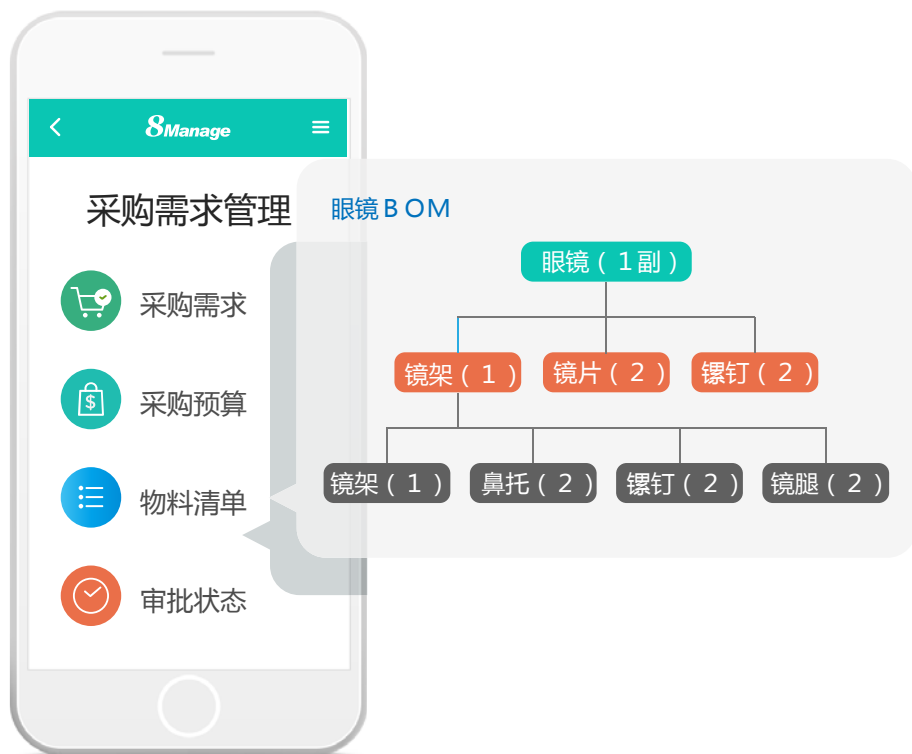 8Manage
采购需求管理
采购需求
采购预算
物料清单
审批状态
眼镜BOM
眼镜(1副)
镜架(1) 镜片(2) 镙钉(2)
镜架(1) 鼻托(2) 镙钉(2) 镜腿(2)